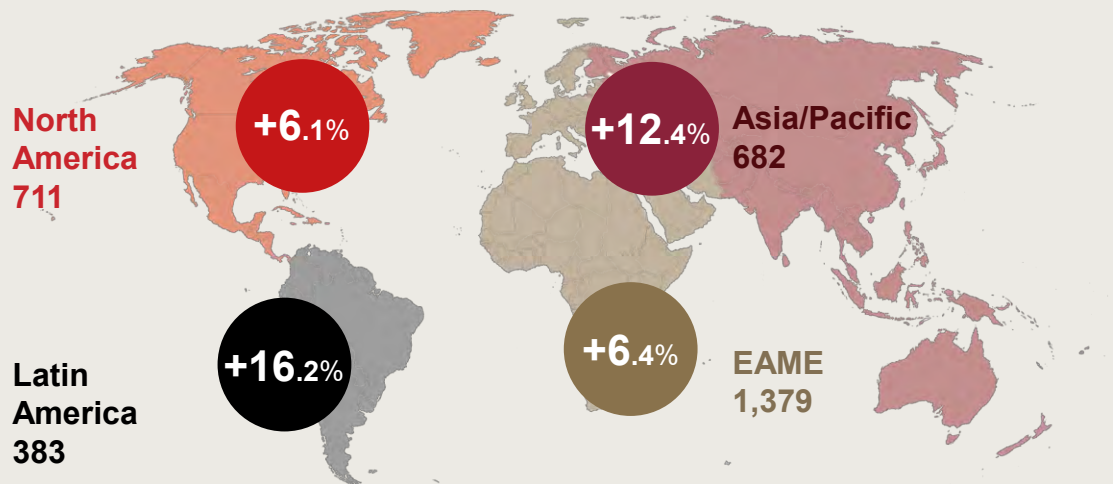 North
America
711
+6.1%
+12.4%
Asia/Pacific
682
Latin
America
383
+16.2%
+6.4%
EAME
1,379